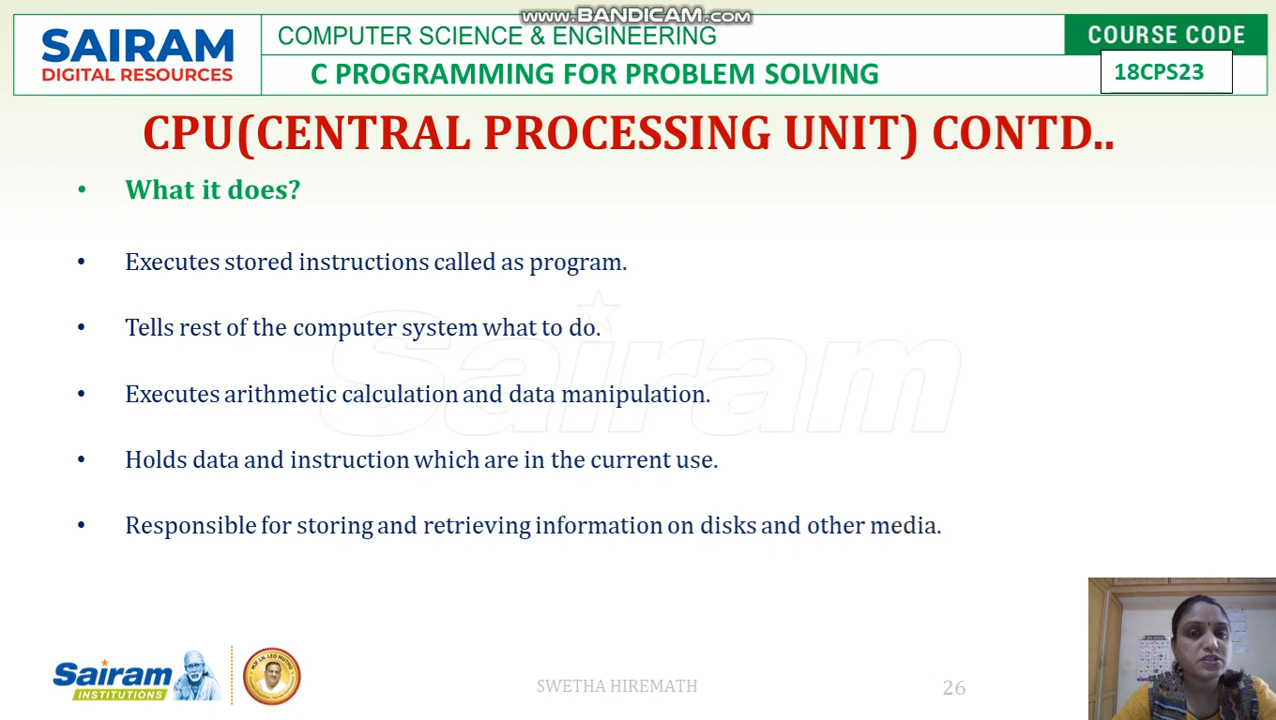 www.BANDICAM.com
SAIRAM
DIGITAL RESOURCES
COMPUTER SCIENCE & ENGINEERING
C PROGRAMMING FOR PROBLEM SOLVING
COURSE CODE
18CPS23
CPU(CENTRAL PROCESSING UNIT) CONTD..
• What it does?
• Executes stored instructions called as program.
• Tells rest of the computer system what to do.
• Executes arithmetic calculation and data manipulation.
• Holds data and instruction which are in the current use.
• Responsible for storing and retrieving information on disks and other media.
Sairam
Sairam
INSTITUTIONS
SWETHA HIREMATH
26